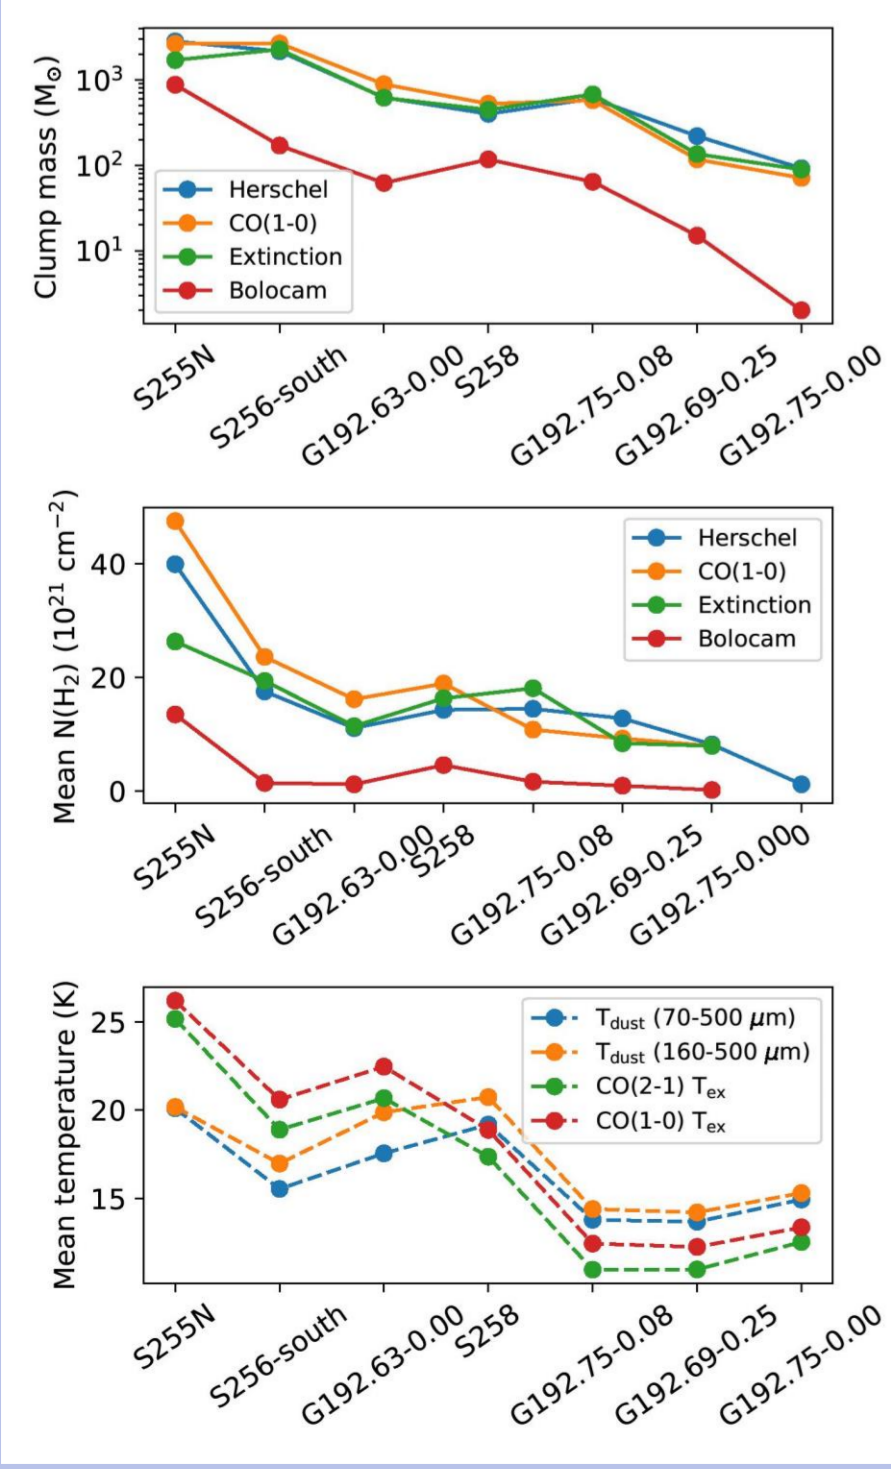 Clump mass (M⊙)
10³
10²
10¹
Herschel
CO(1-0)
Extinction
Bolocam
S255N
S256-south
G192.63-0.00
S258
G192.75-0.08
G192.69-0.25
G192.75-0.00
Mean N(H₂) (10²¹ cm⁻²)
40
20
0
Herschel
CO(1-0)
Extinction
Bolocam
S255N
S256-south
G192.63-0.00
S258
G192.75-0.08
G192.69-0.25
G192.75-0.00
0
Mean temperature (K)
25
20
15
T_dust (70-500 μm)
T_dust (160-500 μm)
CO(2-1) T_ex
CO(1-0) T_ex
S255N
S256-south
G192.63-0.00
S258
G192.75-0.08
G192.69-0.25
G192.75-0.00